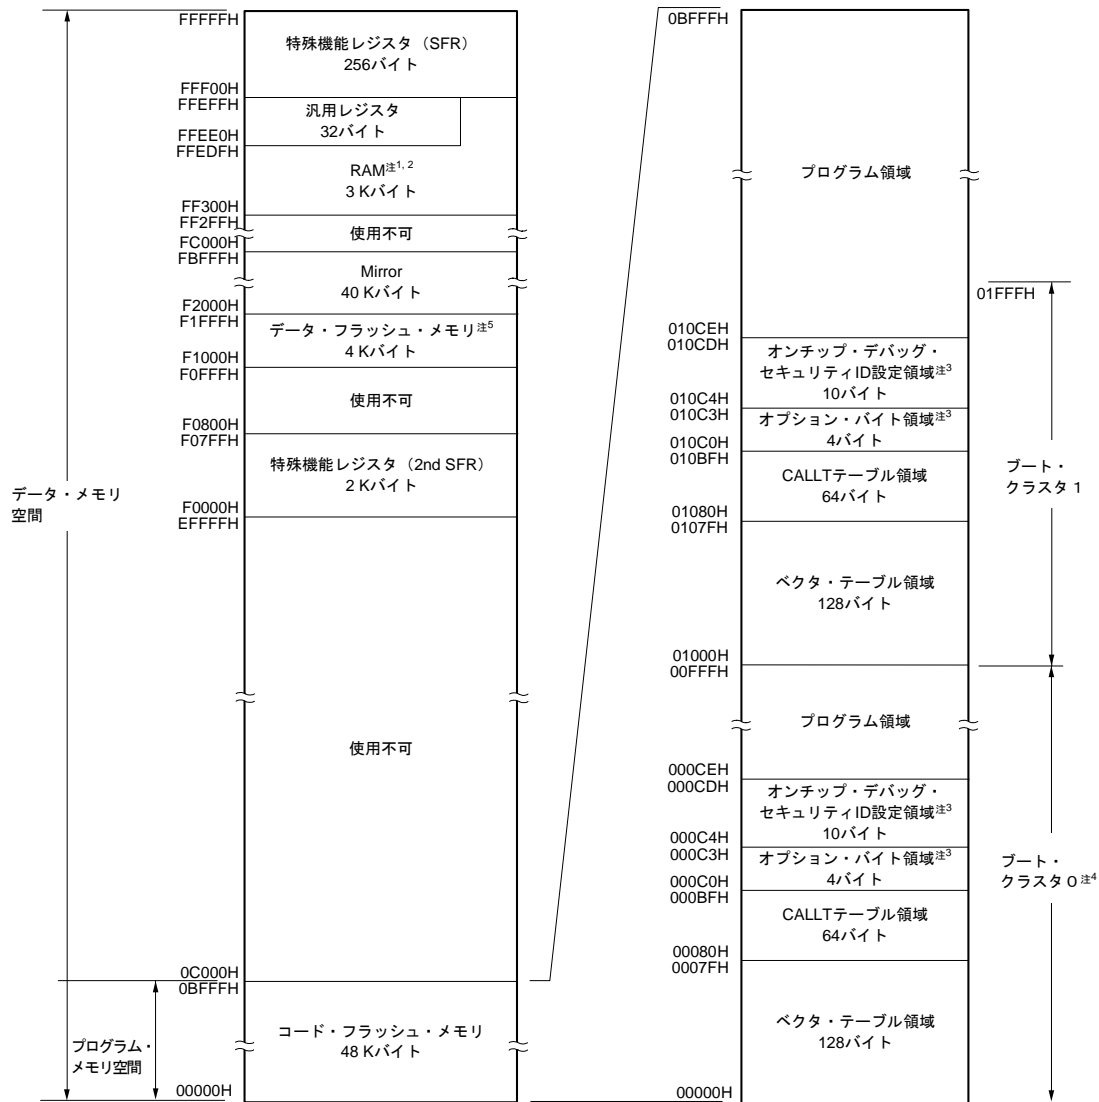 FFFFFH
特殊機能レジスタ（SFR）
256バイト
FFF00H
FFEFFH
汎用レジスタ
32バイト
FFEE0H
FFEDFH
RAM注1, 2
3 Kバイト
FF300H
FF2FFH
使用不可
FC000H
FBFFFH
Mirror
40 Kバイト
F2000H
F1FFFH
データ・フラッシュ・メモリ注5
4 Kバイト
F1000H
F0FFFH
使用不可
F0800H
F07FFH
特殊機能レジスタ（2nd SFR）
2 Kバイト
F0000H
EFFFFH
データ・メモリ
空間
使用不可
0C000H
0BFFFH
コード・フラッシュ・メモリ
48 Kバイト
プログラム・
メモリ空間
00000H
0BFFFH
プログラム領域
01FFFH
010CEH
010CDH
オンチップ・デバッグ・
セキュリティID設定領域注3
10バイト
010C4H
010C3H
オプション・バイト領域注3
4バイト
010C0H
010BFH
CALLTテーブル領域
64バイト
ブート・
クラスタ1
01080H
0107FH
ベクタ・テーブル領域
128バイト
01000H
00FFFH
プログラム領域
000CEH
000CDH
オンチップ・デバッグ・
セキュリティID設定領域注3
10バイト
000C4H
000C3H
オプション・バイト領域注3
4バイト
000C0H
000BFH
ブート・
クラスタ0注4
CALLTテーブル領域
64バイト
00080H
0007FH
ベクタ・テーブル領域
128バイト
00000H